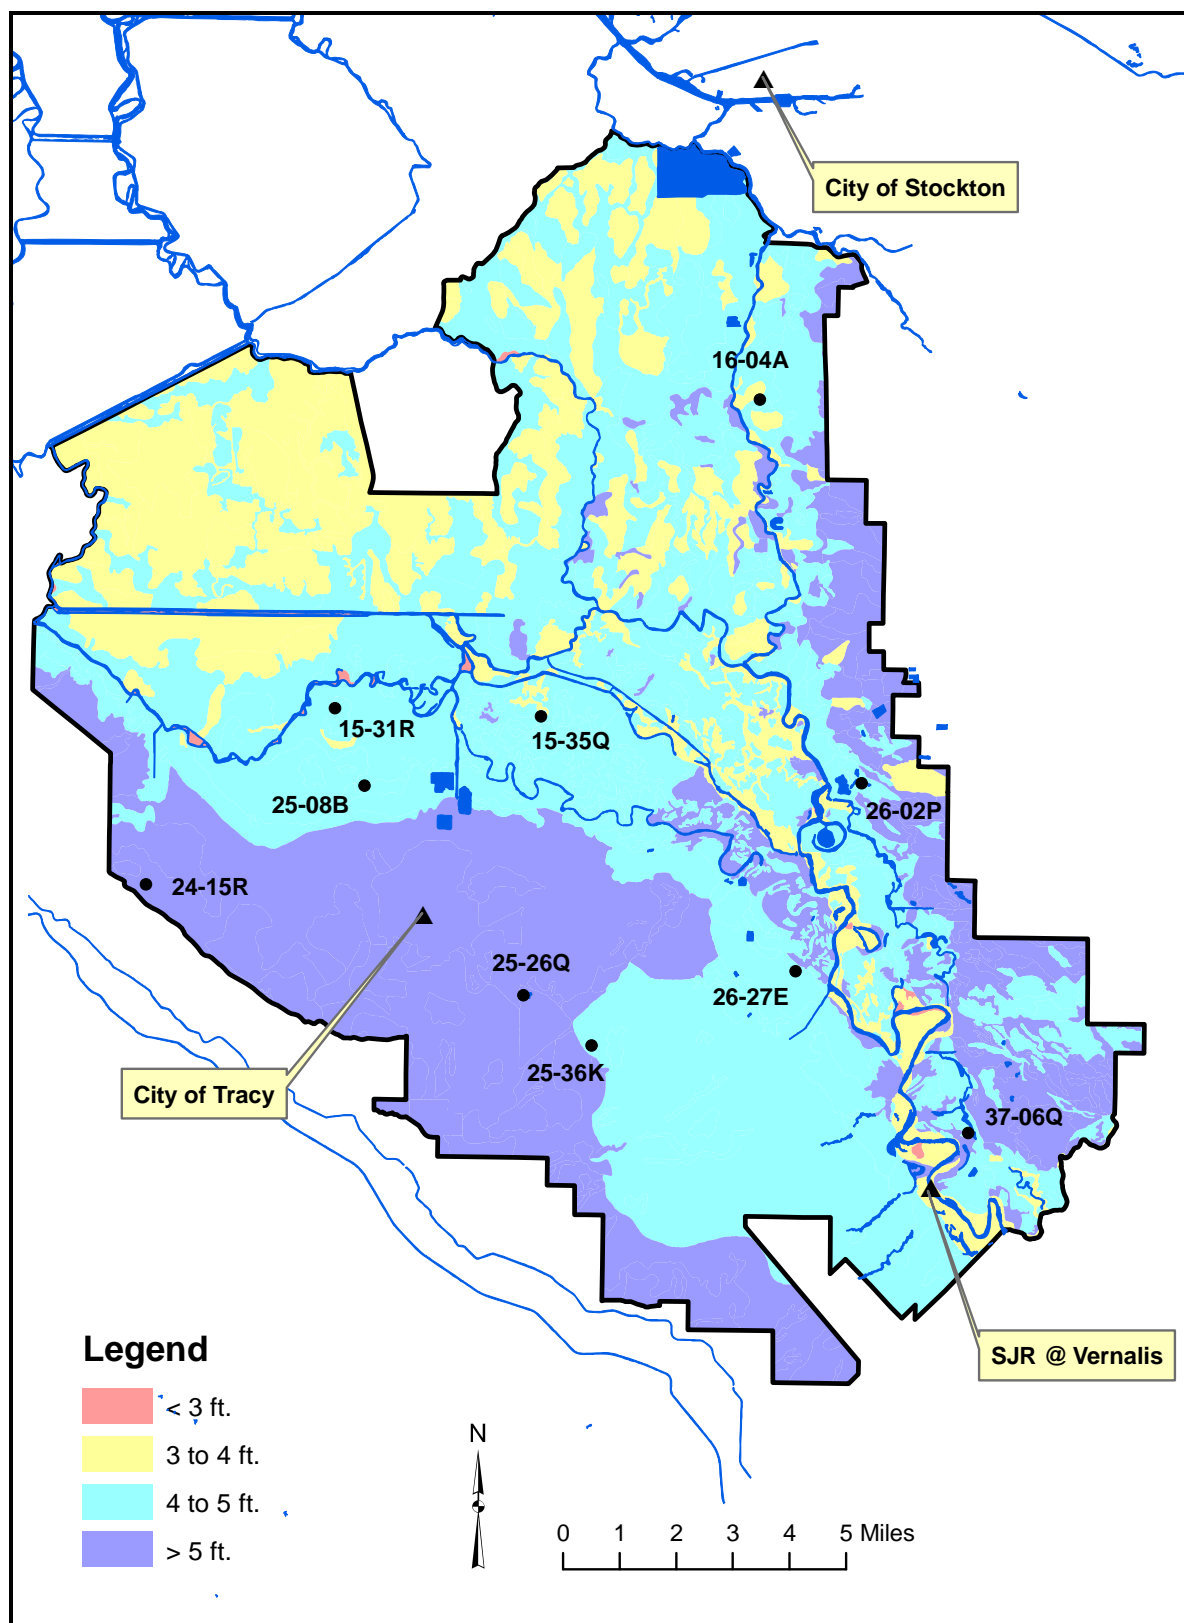 City of Stockton
16-04A
15-31R
15-35Q
25-08B
26-02P
24-15R
25-26Q
26-27E
25-36K
City of Tracy
37-06Q
SJR @ Vernalis
Legend
< 3 ft.
3 to 4 ft.
4 to 5 ft.
> 5 ft.
N
0 1 2 3 4 5 Miles